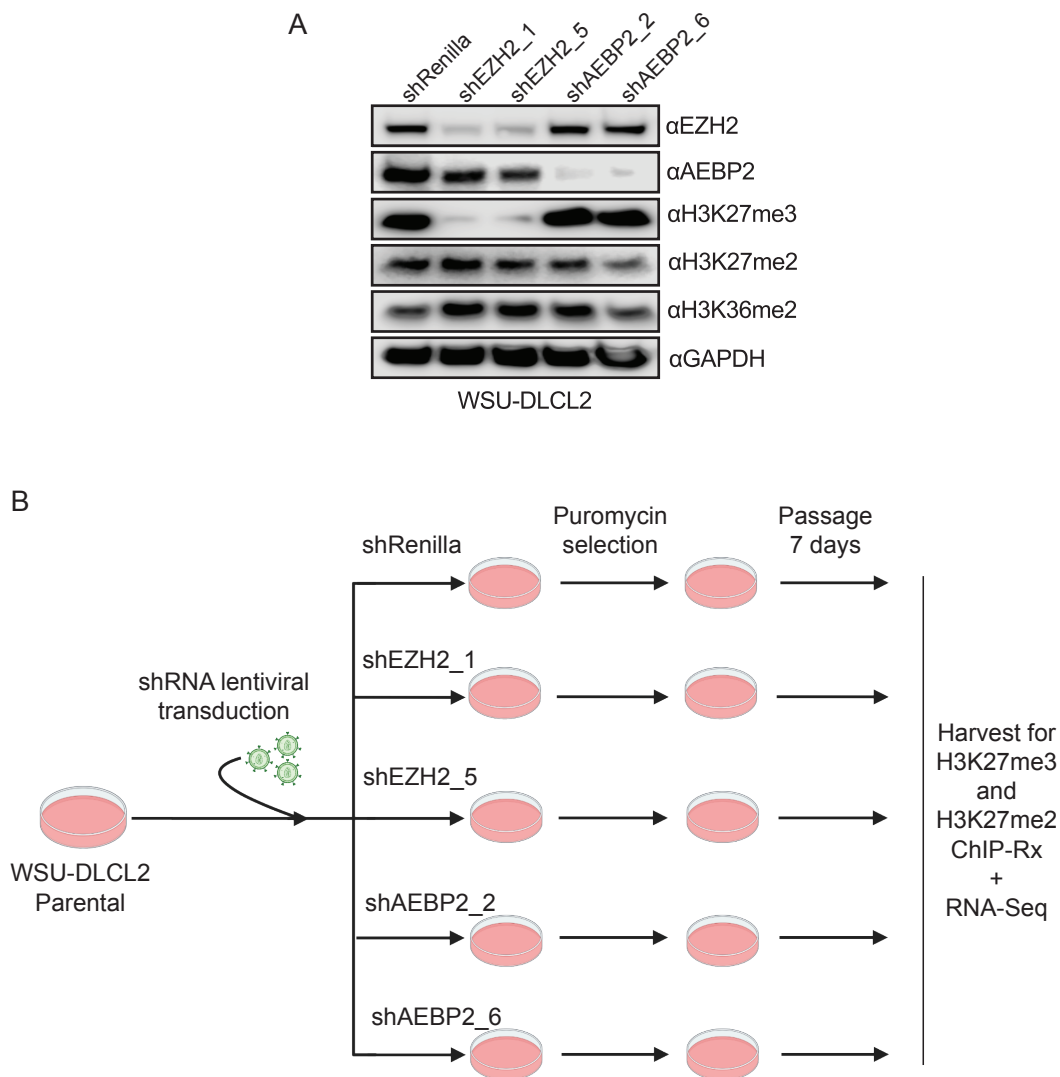 A
shRenilla
shEZH2_1
shEZH2_5
shAEBP2_2
shAEBP2_6
αEZH2
αAEBP2
αH3K27me3
αH3K27me2
αH3K36me2
αGAPDH
WSU-DLCL2
B
shRenilla
Puromycin
selection
Passage
7 days
shEZH2_1
shRNA lentiviral
transduction
shEZH2_5
WSU-DLCL2
Parental
shAEBP2_2
shAEBP2_6
Harvest for
H3K27me3
and
H3K27me2
ChIP-Rx
+
RNA-Seq